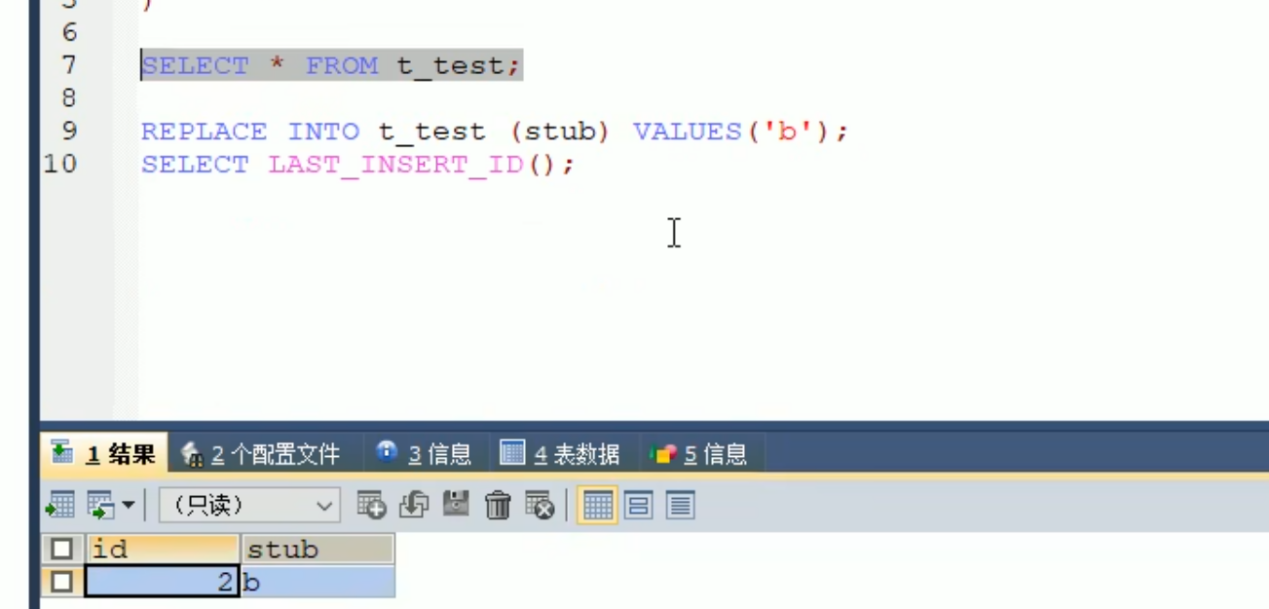 5 )
6
7 SELECT * FROM t_test;
8
9 REPLACE INTO t_test (stub) VALUES('b');
10 SELECT LAST_INSERT_ID();
1 结果 2 个配置文件 3 信息 4 表数据 5 信息
（只读）
id stub
2 b